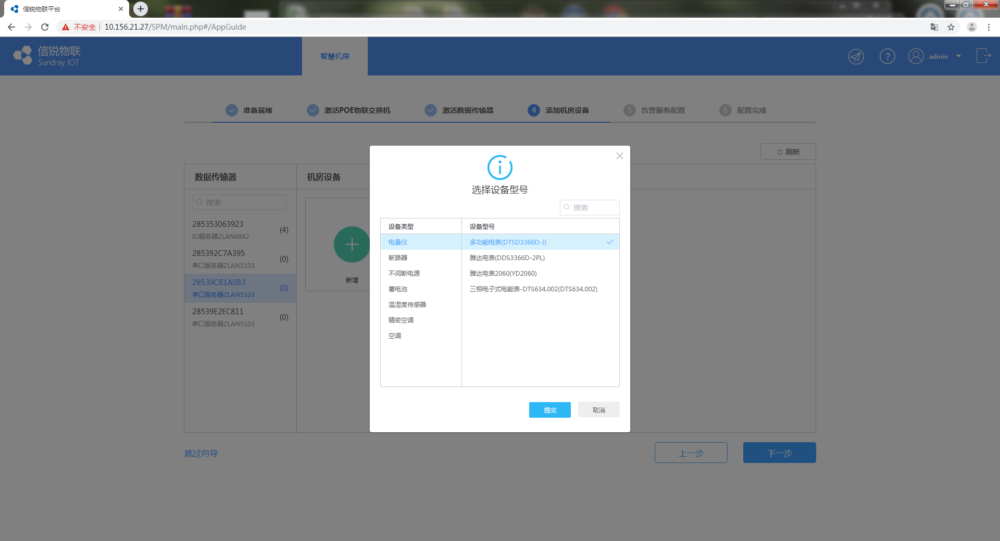 信锐物联平台
不安全 10.156.21.27/SPM/main.php#/AppGuide
信锐物联
Sundray IOT
智慧机房
? admin
准备就绪 激活POE物联交换机 激活数据传输器 4 添加机房设备 5 告警服务配置 6 配置完成
刷新
数据传输器
搜索
285353063923
IO服务器ZLAN6842
(4)
285392C7A395
串口服务器ZLAN5103
(0)
28539CB1A0B3
串口服务器ZLAN5103
(0)
28539E2EC811
串口服务器ZLAN5103
(0)
机房设备
新增
选择设备型号
搜索
设备类型
电量仪
断路器
不间断电源
蓄电池
温湿度传感器
精密空调
空调
设备型号
多功能电表(DTSD3366D-J)
雅达电表(DDS3366D-2PL)
雅达电表2060(YD2060)
三相电子式电能表-DTS634.002(DTS634.002)
提交 取消
跳过向导
上一步 下一步